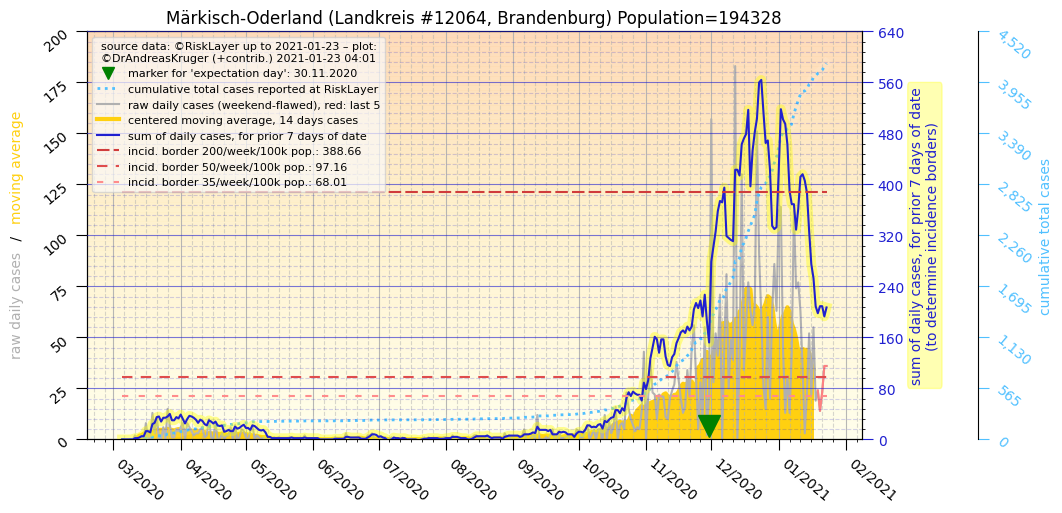 Märkisch-Oderland (Landkreis #12064, Brandenburg) Population=194328
source data: ©RiskLayer up to 2021-01-23 – plot:
©DrAndreasKruger (+contrib.) 2021-01-23 04:01
marker for 'expectation day': 30.11.2020
cumulative total cases reported at RiskLayer
raw daily cases (weekend-flawed), red: last 5
centered moving average, 14 days cases
sum of daily cases, for prior 7 days of date
incid. border 200/week/100k pop.: 388.66
incid. border 50/week/100k pop.: 97.16
incid. border 35/week/100k pop.: 68.01
raw daily cases / moving average
200
175
150
125
100
75
50
25
0
03/2020
04/2020
05/2020
06/2020
07/2020
08/2020
09/2020
10/2020
11/2020
12/2020
01/2021
02/2021
640
560
480
400
320
240
160
80
0
sum of daily cases, for prior 7 days of date
(to determine incidence borders)
4,520
3,955
3,390
2,825
2,260
1,695
1,130
565
0
cumulative total cases